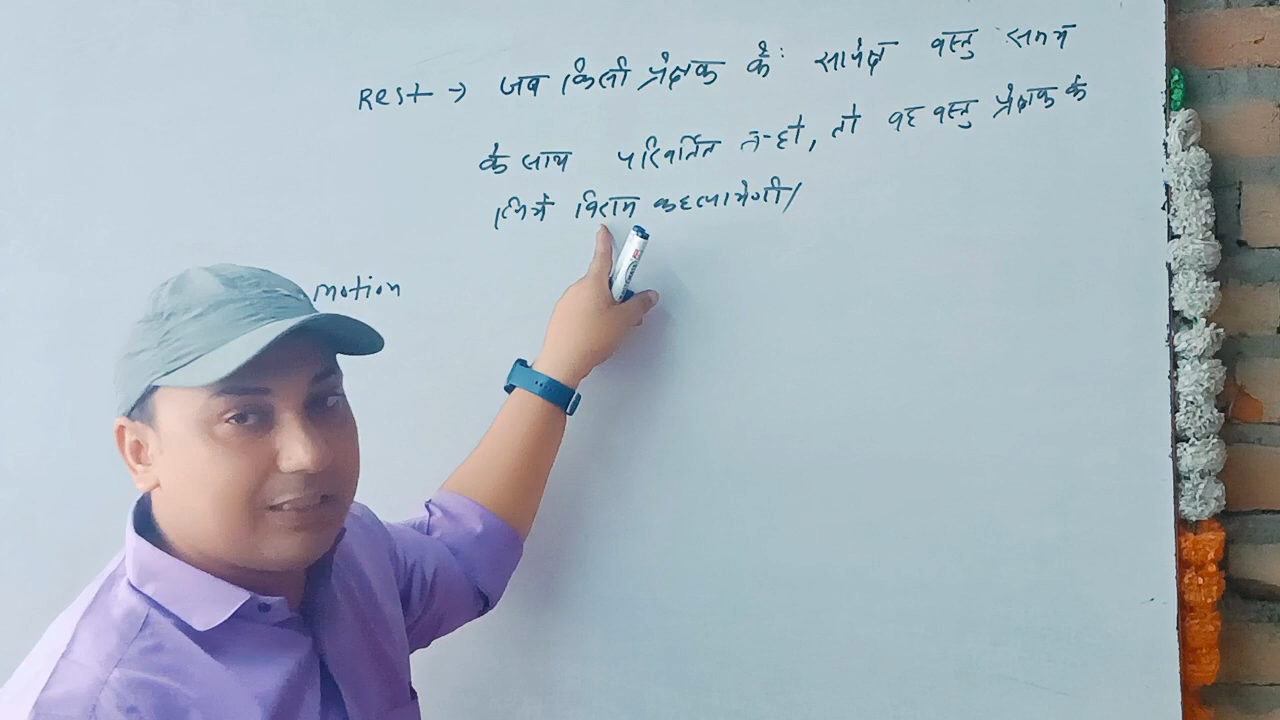 Rest → जब किसी प्रेक्षक के सापेक्ष वस्तु समय
के साथ परिवर्तित न-हो, तो वह वस्तु प्रेक्षक के
लिये विराम कहलायेगी।
motion